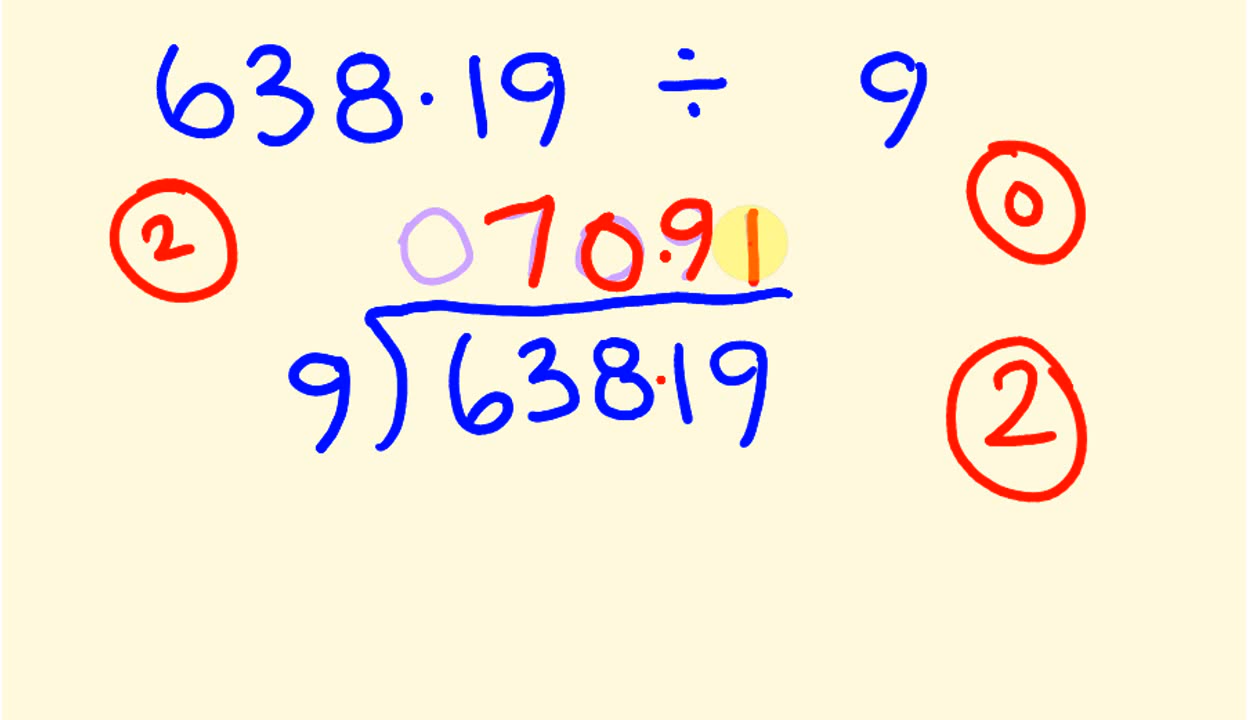 638.19 ÷ 9
② 070.91 ⓪
9)638.19 ②